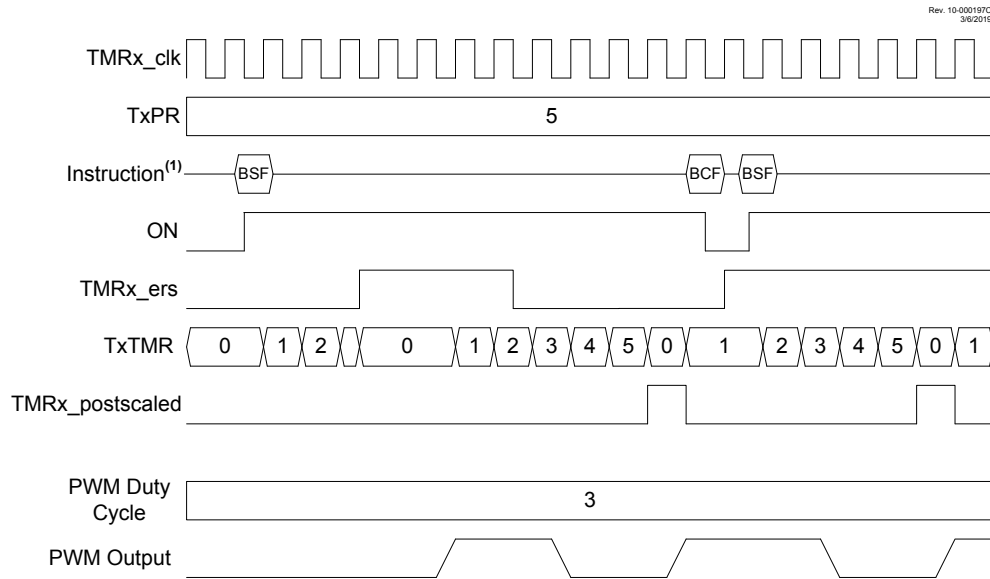 Rev. 10-000197C
3/6/2019
TMRx_clk
TxPR 5
Instruction(1) BSF BCF BSF
ON
TMRx_ers
TxTMR 0 1 2 0 1 2 3 4 5 0 1 2 3 4 5 0 1
TMRx_postscaled
PWM Duty
Cycle 3
PWM Output